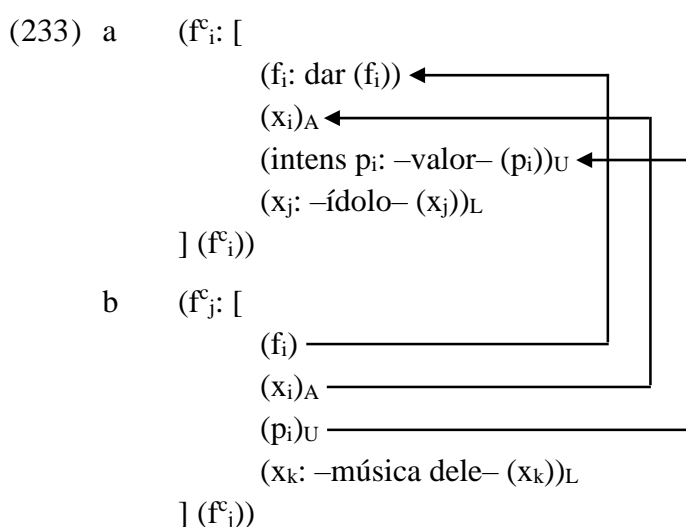 (233) a (fᶜᵢ: [
(fᵢ: dar (fᵢ))
(xᵢ)A
(intens pᵢ: –valor– (pᵢ))U
(xⱼ: –ídolo– (xⱼ))L
] (fᶜᵢ))
b (fᶜⱼ: [
(fᵢ)
(xᵢ)A
(pᵢ)U
(xₖ: –música dele– (xₖ))L
] (fᶜⱼ))